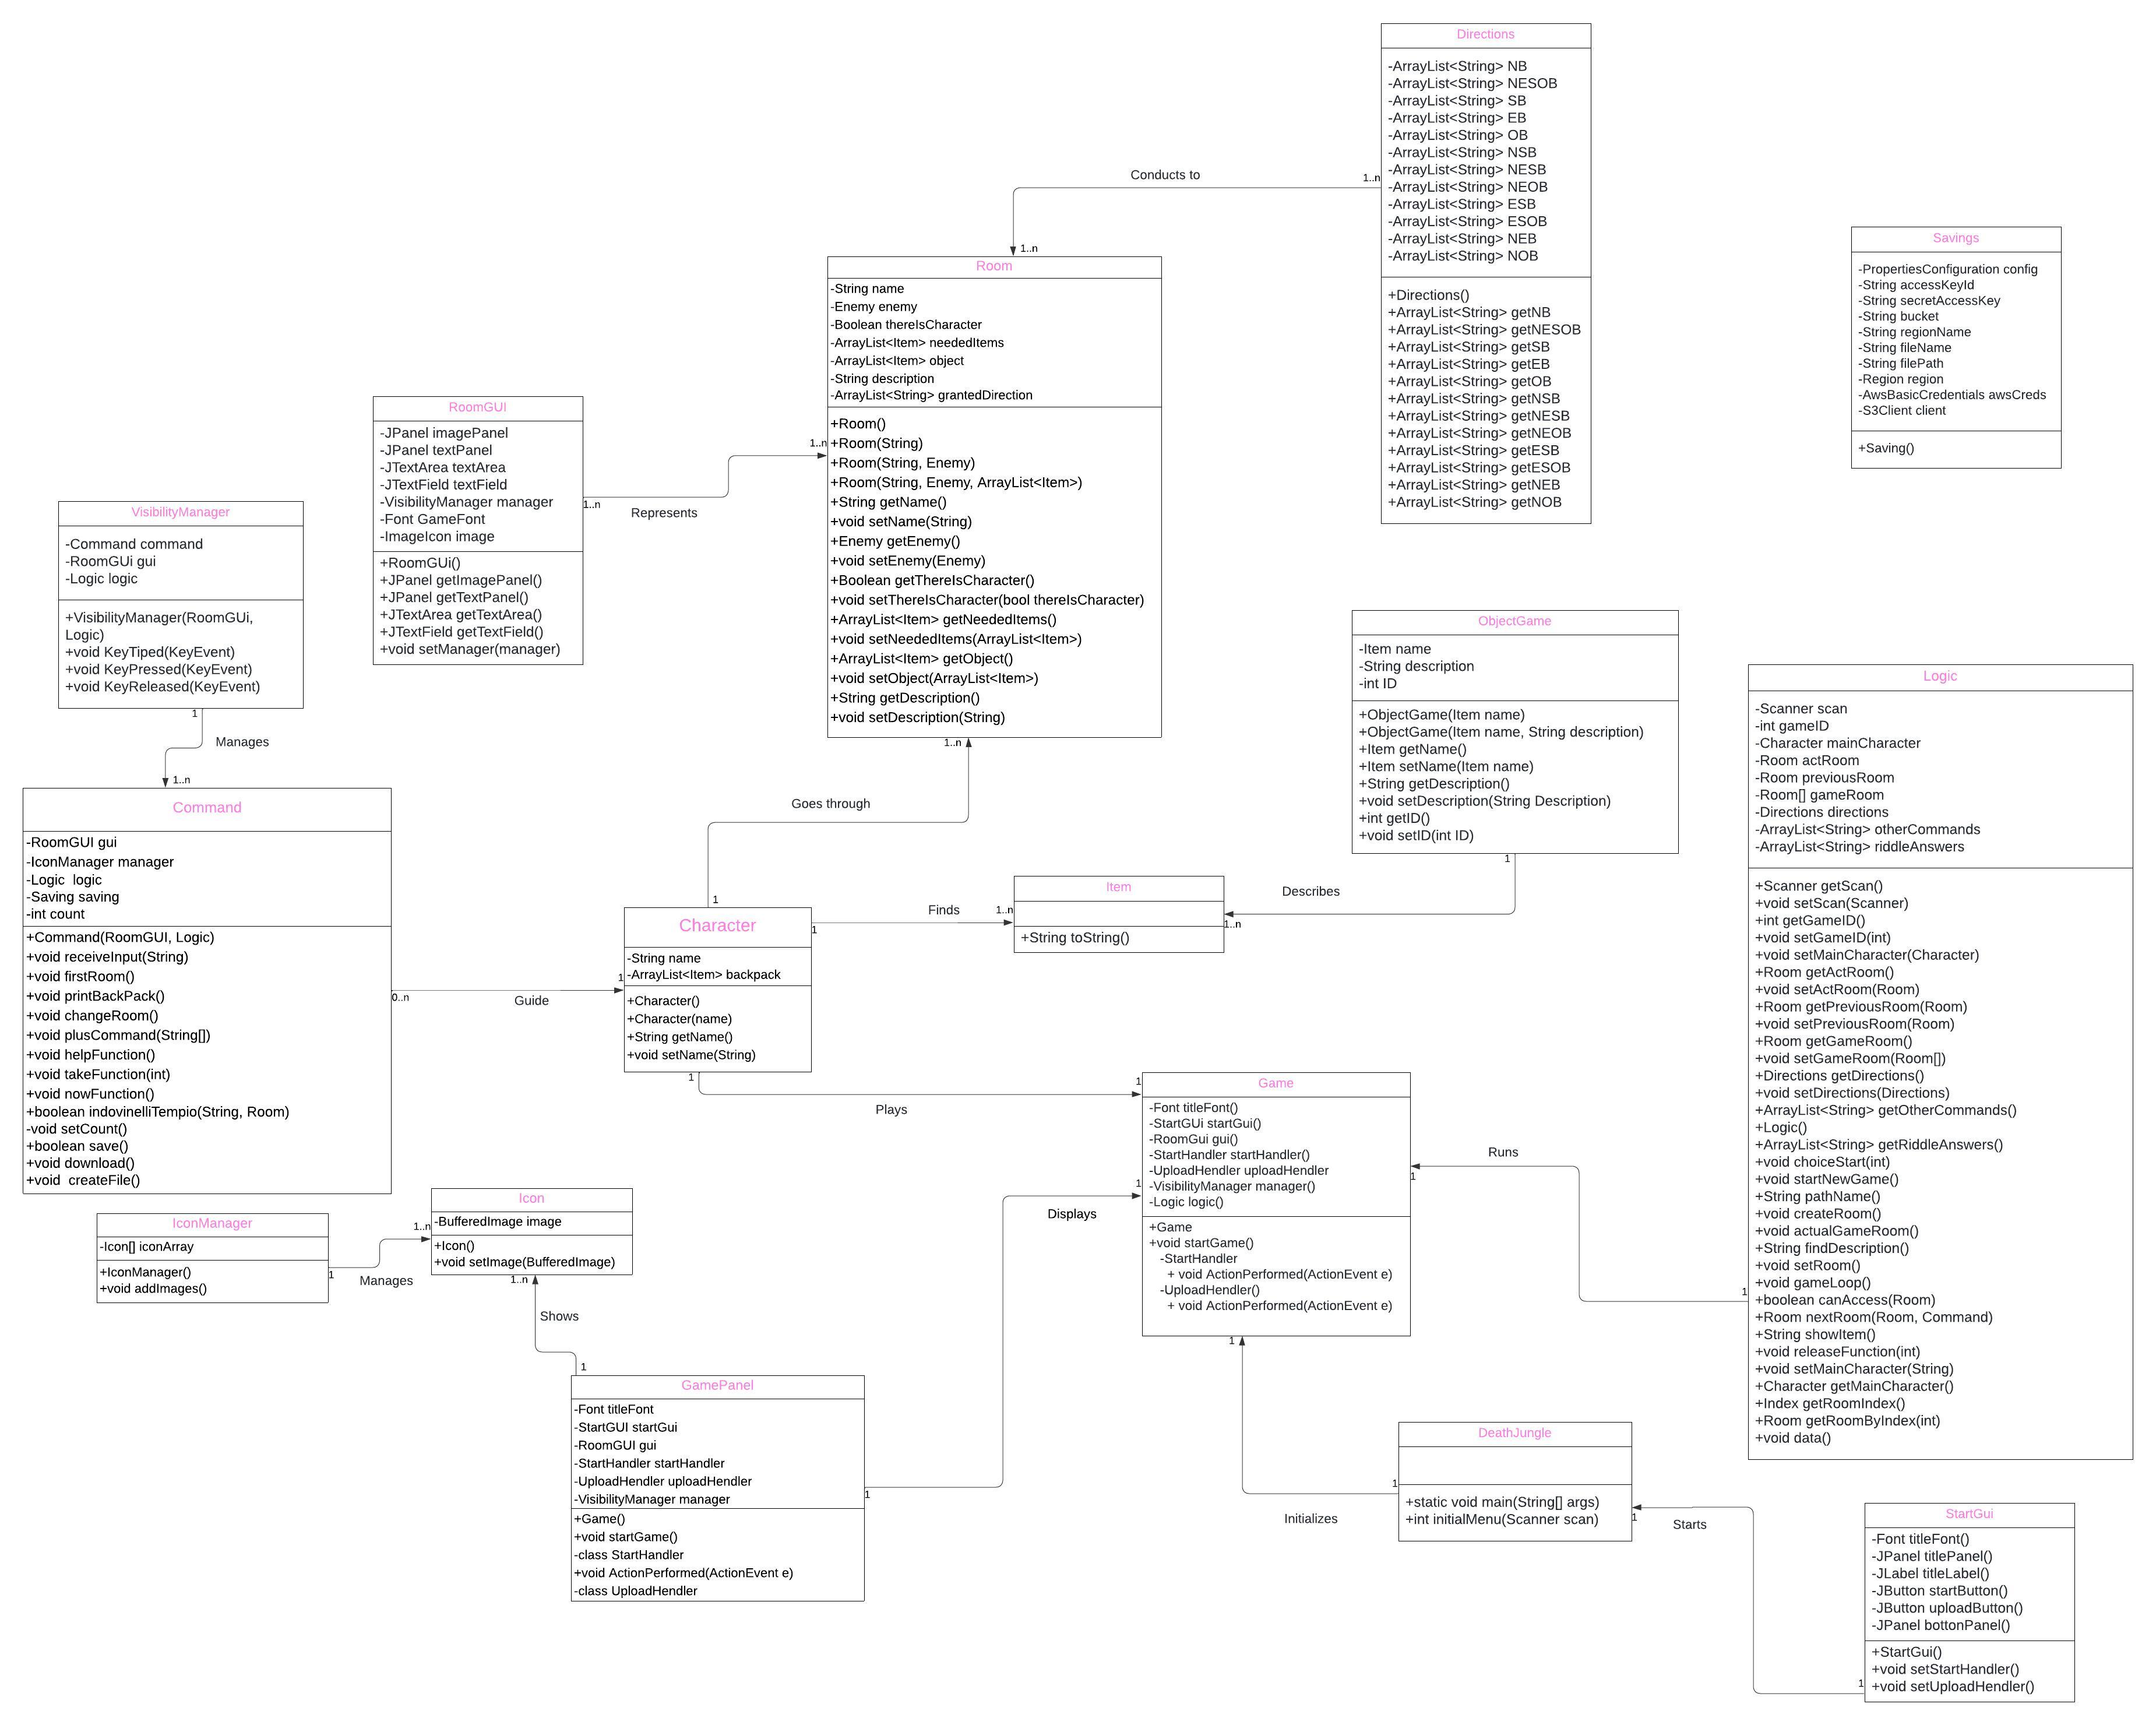 Directions
-ArrayList<String> NB
-ArrayList<String> NESOB
-ArrayList<String> SB
-ArrayList<String> EB
-ArrayList<String> OB
-ArrayList<String> NSB
-ArrayList<String> NESB
-ArrayList<String> NEOB
-ArrayList<String> ESB
-ArrayList<String> ESOB
-ArrayList<String> NEB
-ArrayList<String> NOB
+Directions()
+ArrayList<String> getNB
+ArrayList<String> getNESOB
+ArrayList<String> getSB
+ArrayList<String> getEB
+ArrayList<String> getOB
+ArrayList<String> getNSB
+ArrayList<String> getNESB
+ArrayList<String> getNEOB
+ArrayList<String> getESB
+ArrayList<String> getESOB
+ArrayList<String> getNEB
+ArrayList<String> getNOB
1..n
Conducts to
1..n
Savings
-PropertiesConfiguration config
-String accessKeyId
-String secretAccessKey
-String bucket
-String regionName
-String fileName
-String filePath
-Region region
-AwsBasicCredentials awsCreds
-S3Client client
+Saving()
Room
-String name
-Enemy enemy
-Boolean thereIsCharacter
-ArrayList<Item> neededItems
-ArrayList<Item> object
-String description
-ArrayList<String> grantedDirection
+Room()
+Room(String)
+Room(String, Enemy)
+Room(String, Enemy, ArrayList<Item>)
+String getName()
+void setName(String)
+Enemy getEnemy()
+void setEnemy(Enemy)
+Boolean getThereIsCharacter()
+void setThereIsCharacter(bool thereIsCharacter)
+ArrayList<Item> getNeededItems()
+void setNeededItems(ArrayList<Item>)
+ArrayList<Item> getObject()
+void setObject(ArrayList<Item>)
+String getDescription()
+void setDescription(String)
RoomGUI
-JPanel imagePanel
-JPanel textPanel
-JTextArea textArea
-JTextField textField
-VisibilityManager manager
-Font GameFont
-ImageIcon image
+RoomGUi()
+JPanel getImagePanel()
+JPanel getTextPanel()
+JTextArea getTextArea()
+JTextField getTextField()
+void setManager(manager)
1..n
Represents
1..n
VisibilityManager
-Command command
-RoomGUi gui
-Logic logic
+VisibilityManager(RoomGUi,
Logic)
+void KeyTiped(KeyEvent)
+void KeyPressed(KeyEvent)
+void KeyReleased(KeyEvent)
1
Manages
1..n
ObjectGame
-Item name
-String description
-int ID
+ObjectGame(Item name)
+ObjectGame(Item name, String description)
+Item getName()
+Item setName(Item name)
+String getDescription()
+void setDescription(String Description)
+int getID()
+void setID(int ID)
1
Describes
1..n
Logic
-Scanner scan
-int gameID
-Character mainCharacter
-Room actRoom
-Room previousRoom
-Room[] gameRoom
-Directions directions
-ArrayList<String> otherCommands
-ArrayList<String> riddleAnswers
+Scanner getScan()
+void setScan(Scanner)
+int getGameID()
+void setGameID(int)
+void setMainCharacter(Character)
+Room getActRoom()
+void setActRoom(Room)
+Room getPreviousRoom(Room)
+void setPreviousRoom(Room)
+Room getGameRoom()
+void setGameRoom(Room[])
+Directions getDirections()
+void setDirections(Directions)
+ArrayList<String> getOtherCommands()
+Logic()
+ArrayList<String> getRiddleAnswers()
+void choiceStart(int)
+void startNewGame()
+String pathName()
+void createRoom()
+void actualGameRoom()
+String findDescription()
+void setRoom()
+void gameLoop()
+boolean canAccess(Room)
+Room nextRoom(Room, Command)
+String showItem()
+void releaseFunction(int)
+void setMainCharacter(String)
+Character getMainCharacter()
+Index getRoomIndex()
+Room getRoomByIndex(int)
+void data()
Command
-RoomGUI gui
-IconManager manager
-Logic  logic
-Saving saving
-int count
+Command(RoomGUI, Logic)
+void receiveInput(String)
+void firstRoom()
+void printBackPack()
+void changeRoom()
+void plusCommand(String[])
+void helpFunction()
+void takeFunction(int)
+void nowFunction()
+boolean indovinelliTempio(String, Room)
-void setCount()
+boolean save()
+void download()
+void  createFile()
0..n
Guide
1
1..n
Goes through
1
Character
-String name
-ArrayList<Item> backpack
+Character()
+Character(name)
+String getName()
+void setName(String)
1
Finds
1..n
Item
+String toString()
1
Plays
1
Game
-Font titleFont()
-StartGUi startGui()
-RoomGui gui()
-StartHandler startHandler()
-UploadHendler uploadHendler
-VisibilityManager manager()
-Logic logic()
+Game
+void startGame()
-StartHandler
+ void ActionPerformed(ActionEvent e)
-UploadHendler()
+ void ActionPerformed(ActionEvent e)
1
Runs
1
IconManager
-Icon[] iconArray
+IconManager()
+void addImages()
1
Manages
1..n
Icon
-BufferedImage image
+Icon()
+void setImage(BufferedImage)
1..n
Shows
1
GamePanel
-Font titleFont
-StartGUI startGui
-RoomGUI gui
-StartHandler startHandler
-UploadHendler uploadHendler
-VisibilityManager manager
+Game()
+void startGame()
-class StartHandler
+void ActionPerformed(ActionEvent e)
-class UploadHendler
1
Displays
1
1
Initializes
1
DeathJungle
+static void main(String[] args)
+int initialMenu(Scanner scan)
1
Starts
1
StartGui
-Font titleFont()
-JPanel titlePanel()
-JLabel titleLabel()
-JButton startButton()
-JButton uploadButton()
-JPanel bottonPanel()
+StartGui()
+void setStartHandler()
+void setUploadHendler()